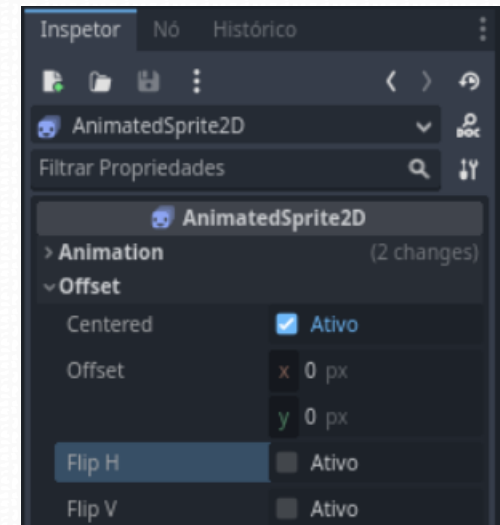 Inspetor Nó Histórico
AnimatedSprite2D
DOC
Filtrar Propriedades
AnimatedSprite2D
Animation (2 changes)
Offset
Centered Ativo
Offset x 0 px
y 0 px
Flip H Ativo
Flip V Ativo